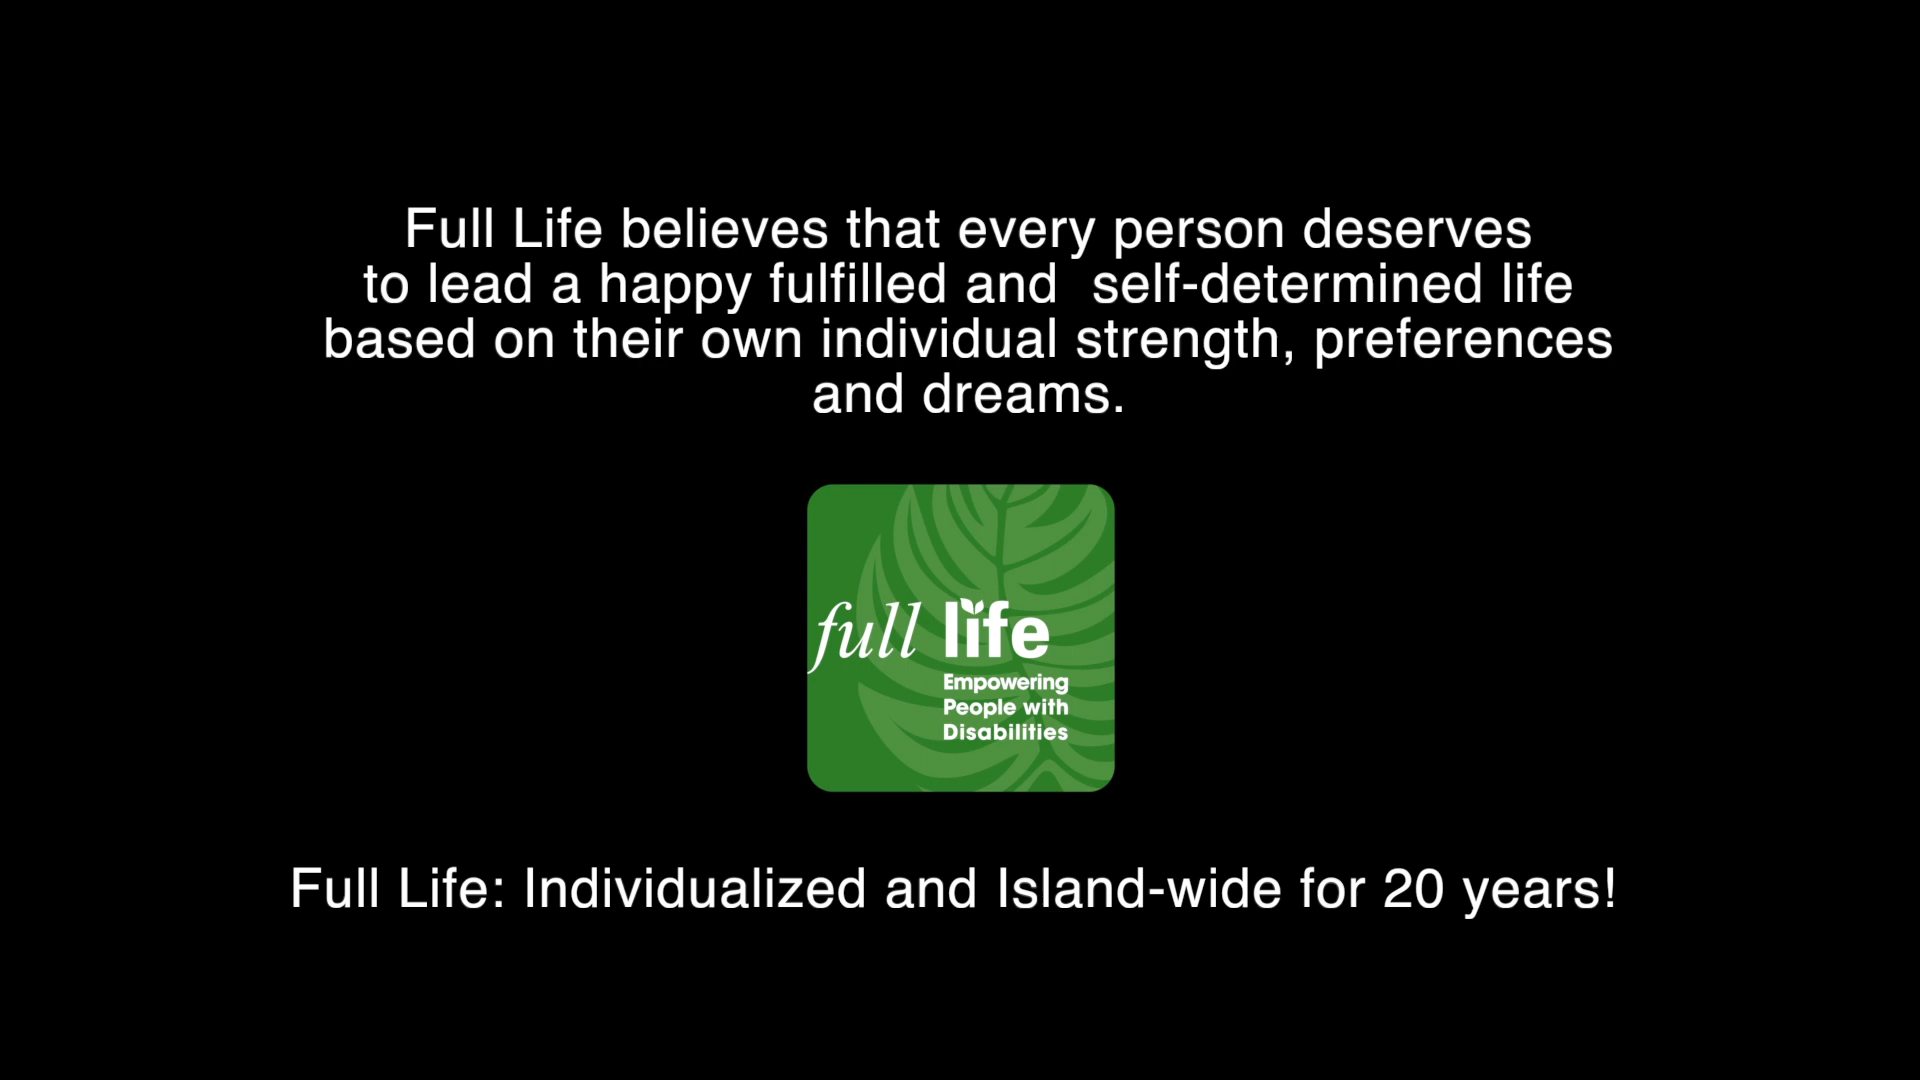 Full Life believes that every person deserves
to lead a happy fulfilled and  self-determined life
based on their own individual strength, preferences
and dreams.
full life
Empowering
People with
Disabilities
Full Life: Individualized and Island-wide for 20 years!